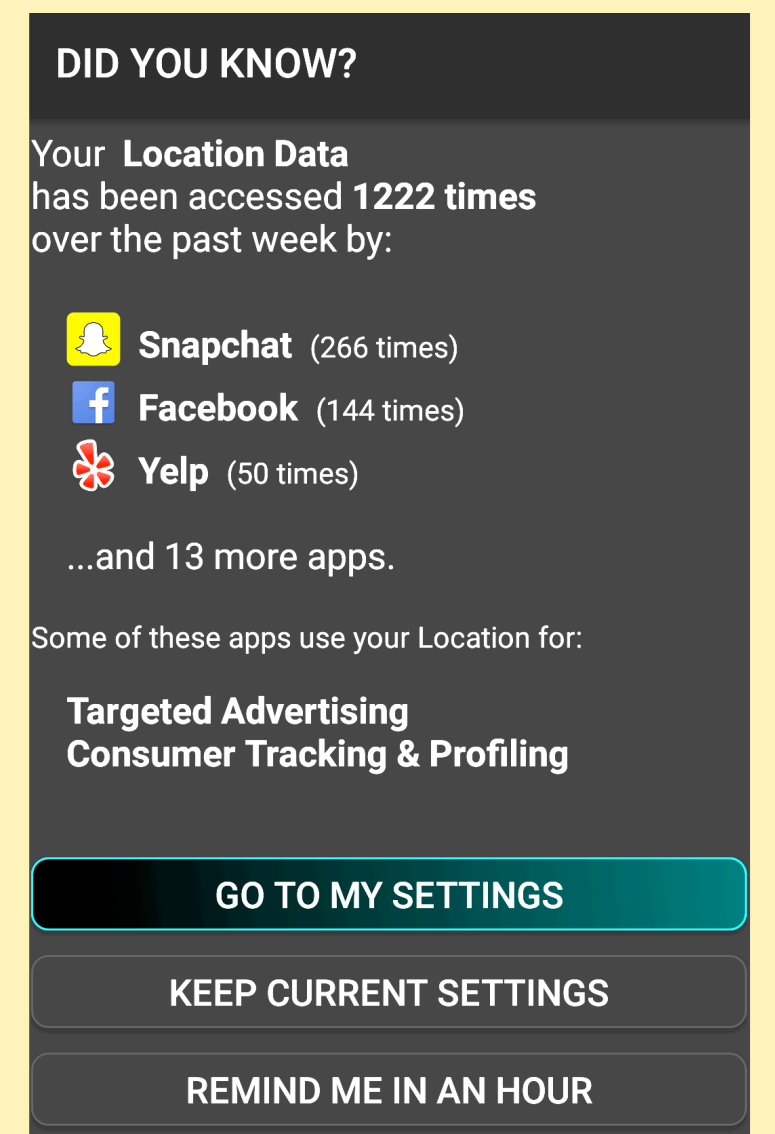 DID YOU KNOW?
Your Location Data
has been accessed 1222 times
over the past week by:
Snapchat (266 times)
f Facebook (144 times)
Yelp (50 times)
...and 13 more apps.
Some of these apps use your Location for:
Targeted Advertising
Consumer Tracking & Profiling
GO TO MY SETTINGS
KEEP CURRENT SETTINGS
REMIND ME IN AN HOUR